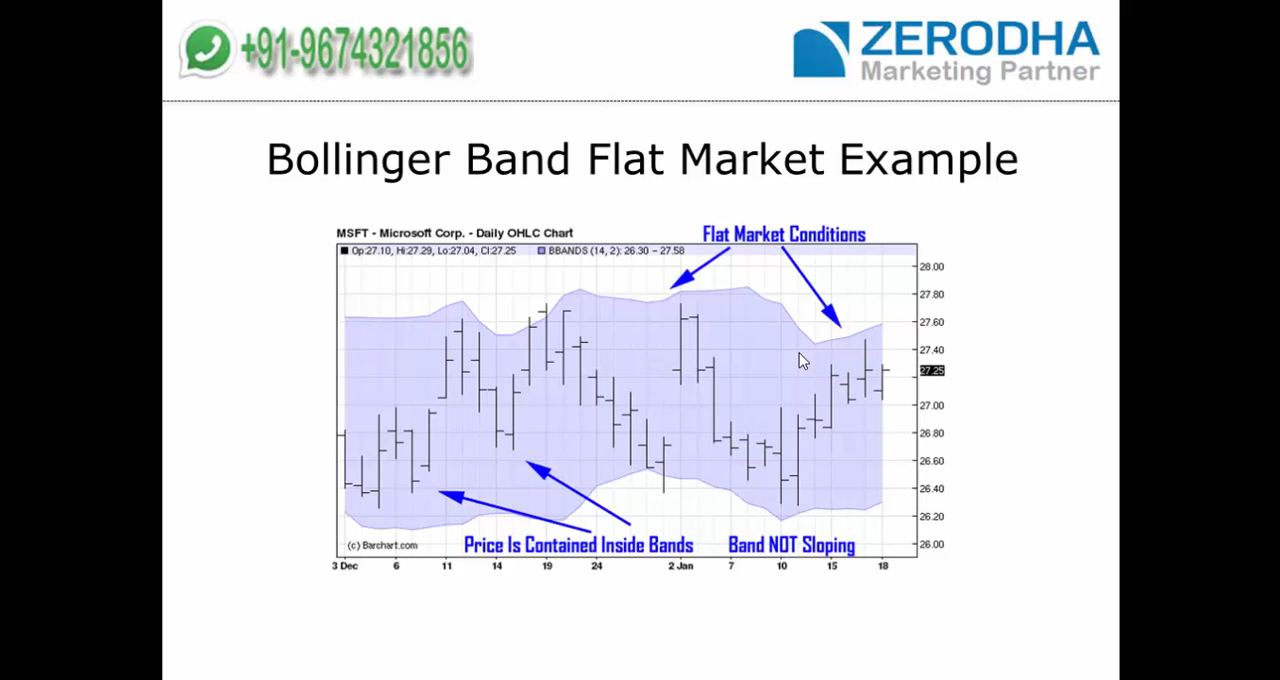 +91-9674321856
ZERODHA
Marketing Partner
Bollinger Band Flat Market Example
MSFT - Microsoft Corp. - Daily OHLC Chart
Flat Market Conditions
Op:27.10, Hi:27.29, Lo:27.04, Cl:27.25 BBANDS (14, 2): 26.30 - 27.58
28.00
27.80
27.60
27.40
27.25
27.00
26.80
26.60
26.40
26.20
26.00
(c) Barchart.com
Price Is Contained Inside Bands
Band NOT Sloping
3 Dec 6 11 14 19 24 2 Jan 7 10 15 18